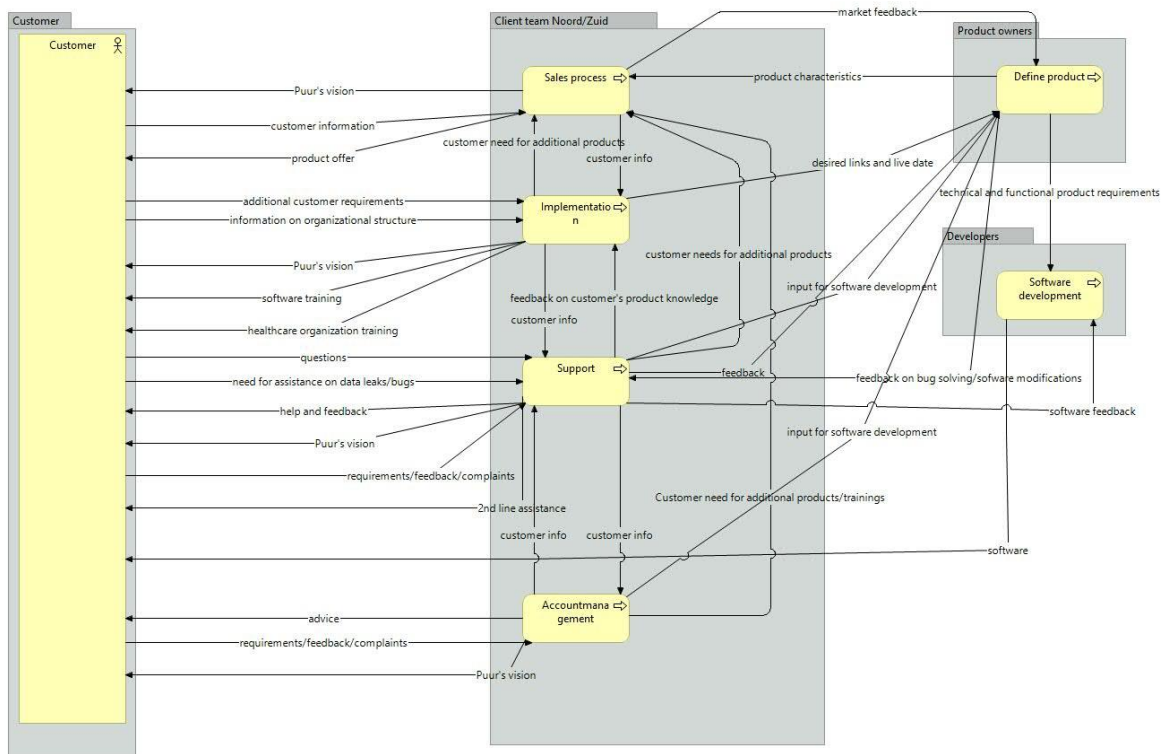 Customer
Client team Noord/Zuid
Product owners
Customer
market feedback
Sales process
product characteristics
Define product
Puur's vision
customer information
customer need for additional products
product offer
customer info
desired links and live date
technical and functional product requirements
additional customer requirements
Implementatio
n
information on organizational structure
Developers
customer needs for additional products
Puur's vision
Software
development
input for software development
software training
feedback on customer's product knowledge
customer info
healthcare organization training
questions
Support
feedback
feedback on bug solving/sofware modifications
need for assistance on data leaks/bugs
help and feedback
software feedback
input for software development
Puur's vision
requirements/feedback/complaints
Customer need for additional products/trainings
2nd line assistance
customer info
customer info
software
Accountmana
gement
advice
requirements/feedback/complaints
Puur's vision